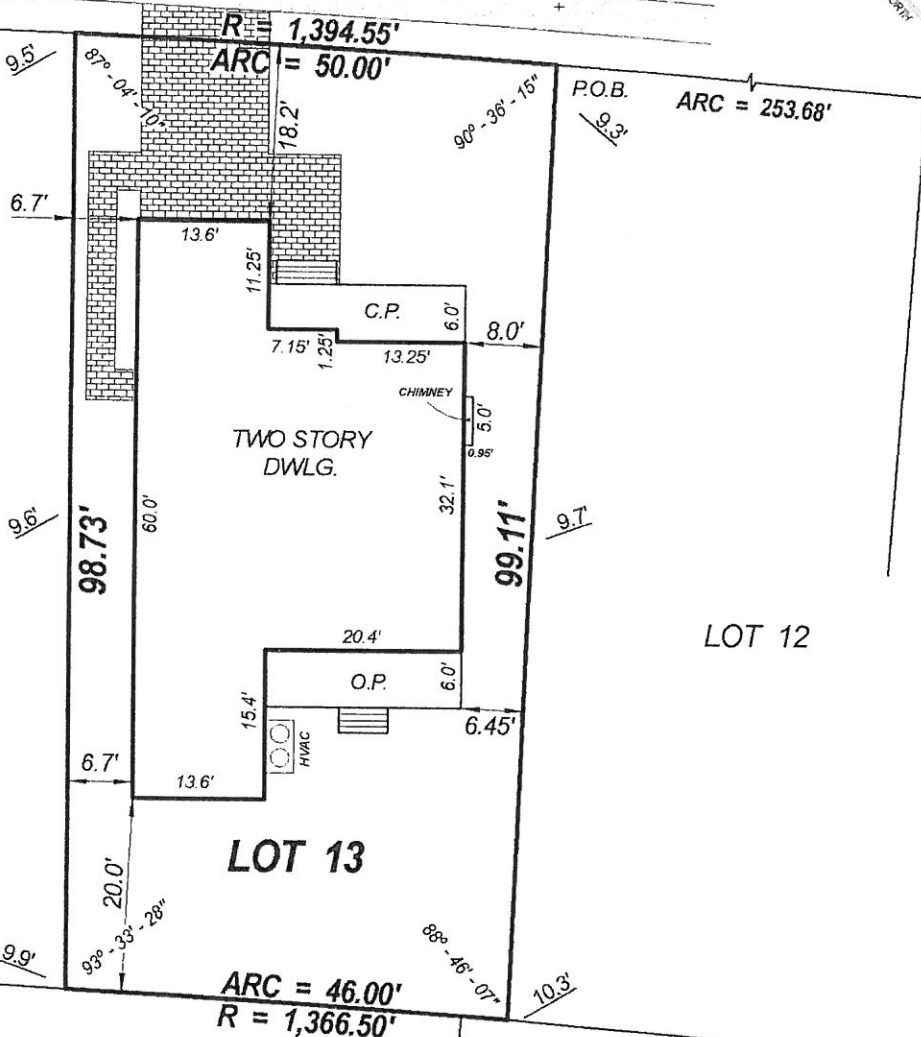 R = 1,394.55'
ARC = 50.00'
9.5'
87° - 04' - 10"
18.2'
90° - 36' - 15"
P.O.B.
9.3'
ARC = 253.68'
6.7'
13.6'
11.25'
C.P.
6.0'
8.0'
7.15'
1.25'
13.25'
CHIMNEY
5.0'
0.95'
TWO STORY
DWLG.
9.6'
98.73'
60.0'
32.1'
99.11'
9.7'
LOT 12
20.4'
O.P.
6.0'
15.4'
HVAC
6.45'
6.7'
13.6'
LOT 13
20.0'
93° - 33' - 28"
88° - 46' - 07"
9.9'
10.3'
ARC = 46.00'
R = 1,366.50'